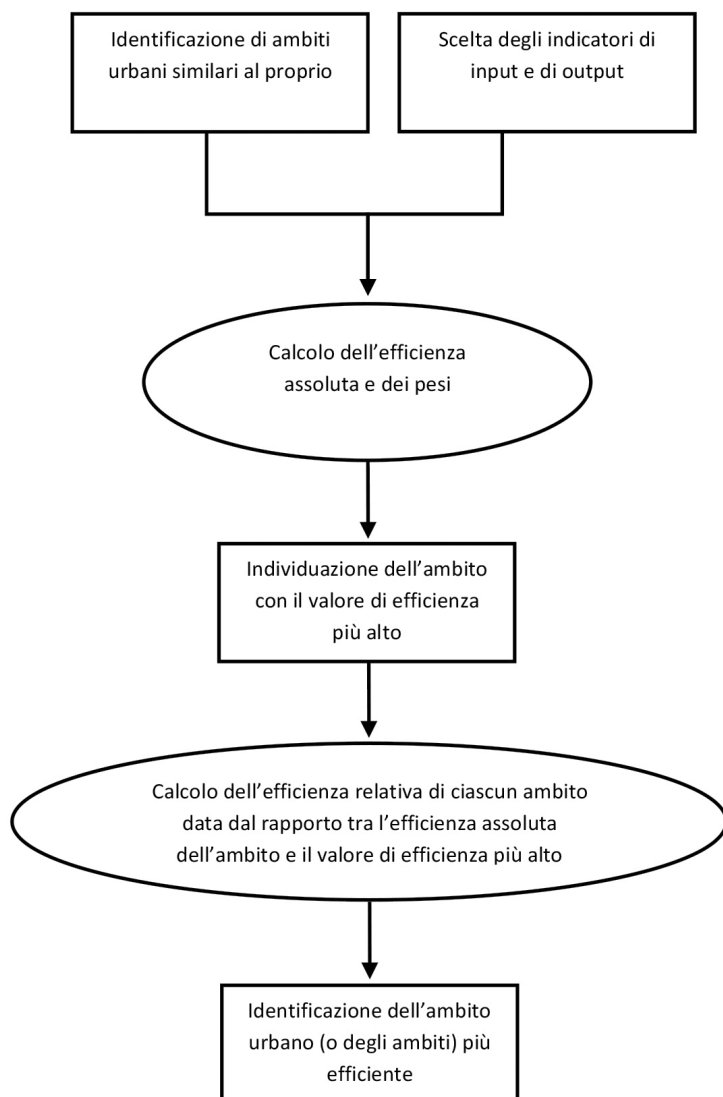 Identificazione di ambiti
urbani similari al proprio
Scelta degli indicatori di
input e di output
Calcolo dell’efficienza
assoluta e dei pesi
Individuazione dell’ambito
con il valore di efficienza
più alto
Calcolo dell’efficienza relativa di ciascun ambito
data dal rapporto tra l’efficienza assoluta
dell’ambito e il valore di efficienza più alto
Identificazione dell’ambito
urbano (o degli ambiti) più
efficiente